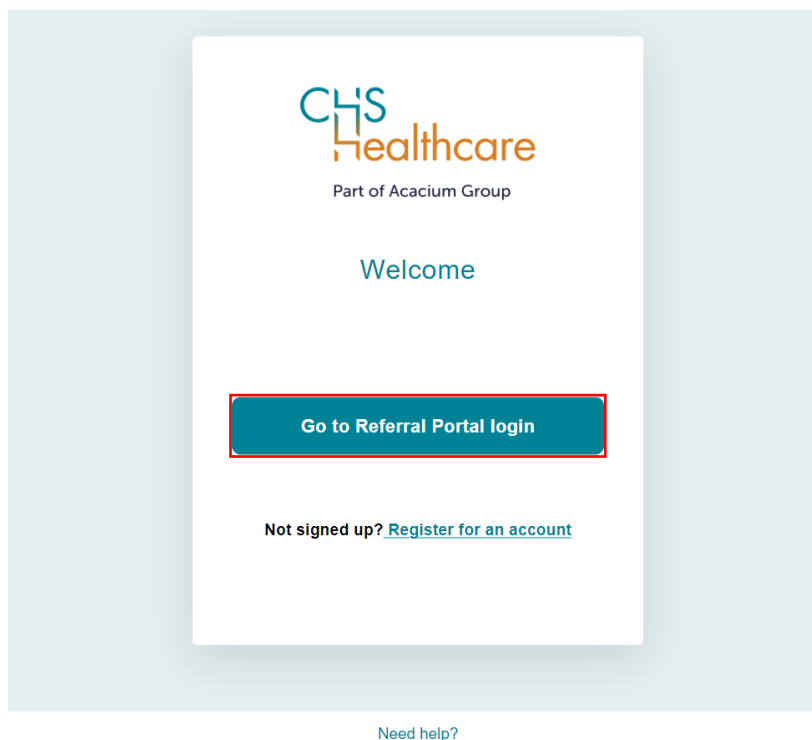 CHS
Healthcare
Part of Acacium Group
Welcome
Go to Referral Portal login
Not signed up? Register for an account
Need help?